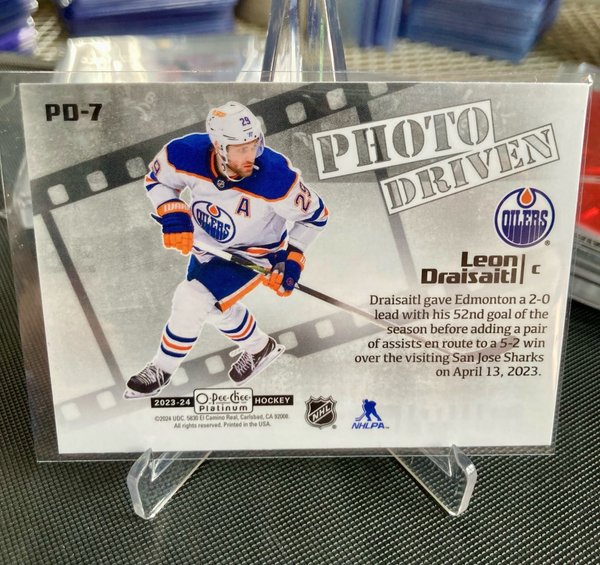 PD-7
PHOTO
DRIVEN
29
29
29
A
OILERS
OILERS
®
Leon
Draisaitl | C
Draisaitl gave Edmonton a 2-0
lead with his 52nd goal of the
season before adding a pair
of assists en route to a 5-2 win
over the visiting San Jose Sharks
on April 13, 2023.
2023-24 O-Pee-Chee Platinum HOCKEY
©2024 UDC. 5830 El Camino Real, Carlsbad, CA 92008.
All rights reserved. Printed in the USA.
NHL
NHLPA